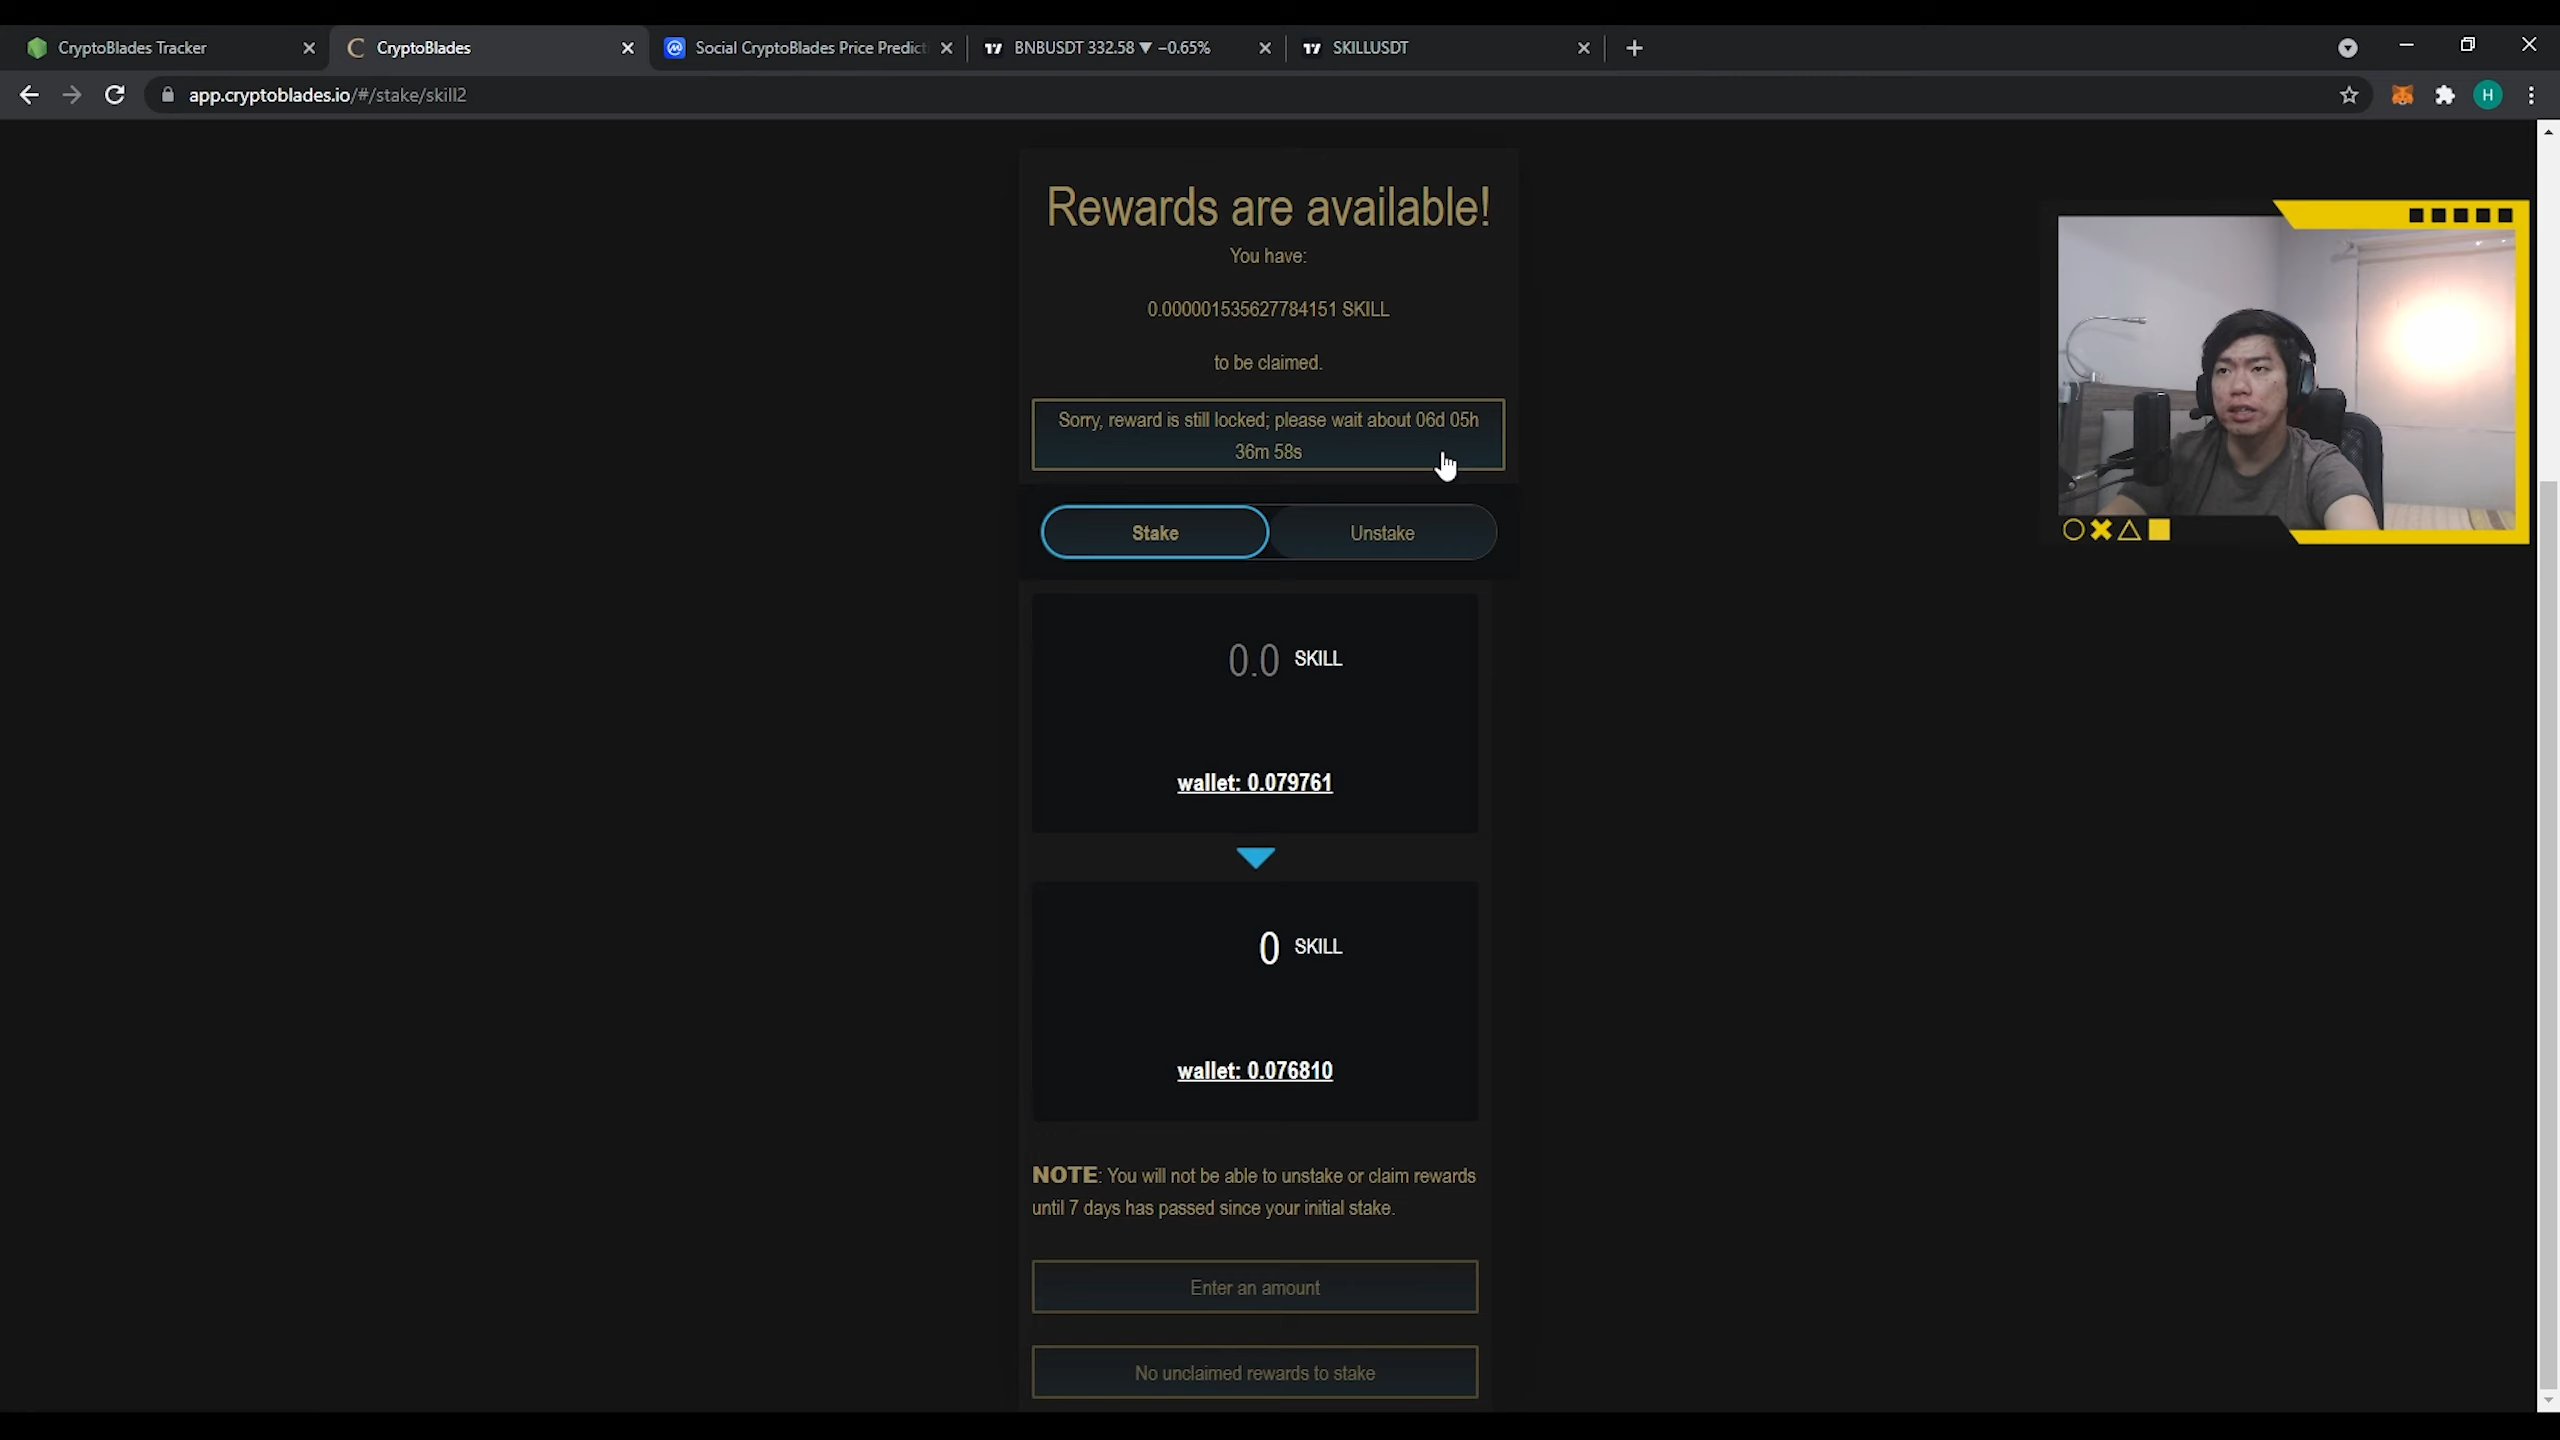 CryptoBlades Tracker
CryptoBlades
Social CryptoBlades Price Predict
BNBUSDT 332.58 ▼ −0.65%
SKILLUSDT
app.cryptoblades.io/#/stake/skill2
H
Rewards are available!
You have:
0.000001535627784151 SKILL
to be claimed.
Sorry, reward is still locked; please wait about 06d 05h
36m 58s
Stake
Unstake
0.0 SKILL
wallet: 0.079761
0 SKILL
wallet: 0.076810
NOTE: You will not be able to unstake or claim rewards
until 7 days has passed since your initial stake.
Enter an amount
No unclaimed rewards to stake